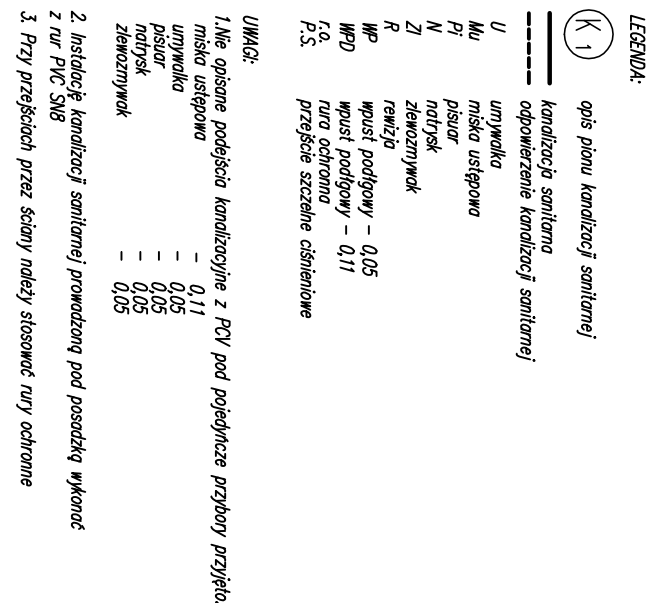 LEGENDA:
K 1 opis pionu kanalizacji sanitarnej
kanalizacja sanitarna
odpowierzenie kanalizacji sanitarnej
U umywalka
Mu miska ustępowa
Pi pisuar
N natrysk
Zl zlewozmywak
R rewizja
WP wpust podłgowy – 0,05
WPD wpust podłgowy – 0,11
r.o. rura ochronna
P.S. przejście szczelne ciśnieniowe
UWAGI:
1.Nie opisane podejścia kanalizacyjne z PCV pod pojedyńcze przybory przyjęto:
miska ustępowa – 0,11
umywalka – 0,05
pisuar – 0,05
natrysk – 0,05
zlewozmywak – 0,05
2. Instalację kanalizacji sanitarnej prowadzoną pod posadzką wykonać
z rur PVC SN8
3. Przy przejściach przez ściany należy stosować rury ochronne